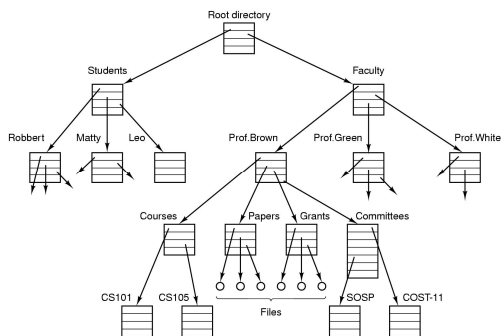 Root directory
Students
Faculty
Robbert
Matty
Leo
Prof.Brown
Prof.Green
Prof.White
Courses
Papers
Grants
Committees
CS101
CS105
Files
SOSP
COST-11